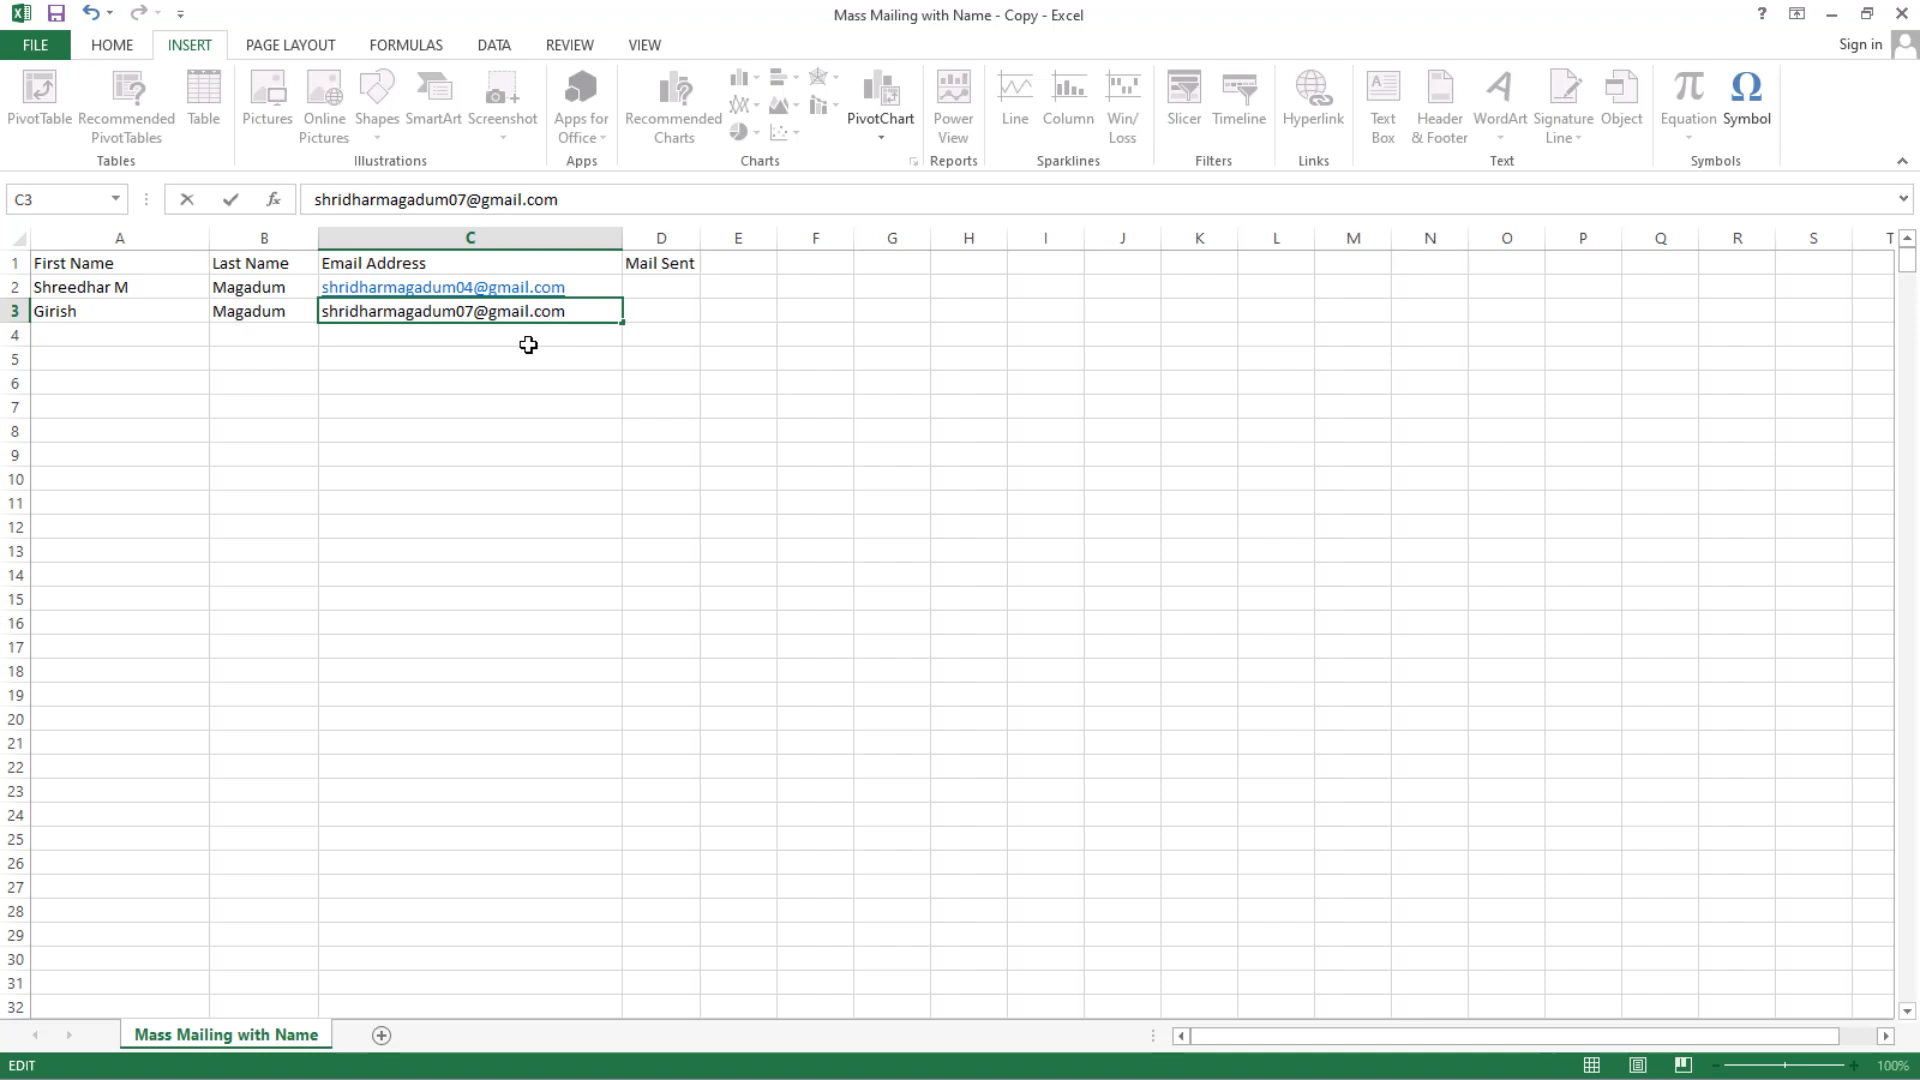 Mass Mailing with Name - Copy - Excel
?
FILE HOME INSERT PAGE LAYOUT FORMULAS DATA REVIEW VIEW Sign in
PivotTable Recommended PivotTables Table Pictures Online Pictures Shapes SmartArt Screenshot Apps for Office Recommended Charts PivotChart Power View Line Column Win/Loss Slicer Timeline Hyperlink Text Box Header & Footer WordArt Signature Line Object Equation Symbol
Tables Illustrations Apps Charts Reports Sparklines Filters Links Text Symbols
C3 fx shridharmagadum07@gmail.com
A B C D E F G H I J K L M N O P Q R S T
1 First Name Last Name Email Address Mail Sent
2 Shreedhar M Magadum shridharmagadum04@gmail.com
3 Girish Magadum shridharmagadum07@gmail.com
4
5
6
7
8
9
10
11
12
13
14
15
16
17
18
19
20
21
22
23
24
25
26
27
28
29
30
31
32
Mass Mailing with Name
EDIT 100%